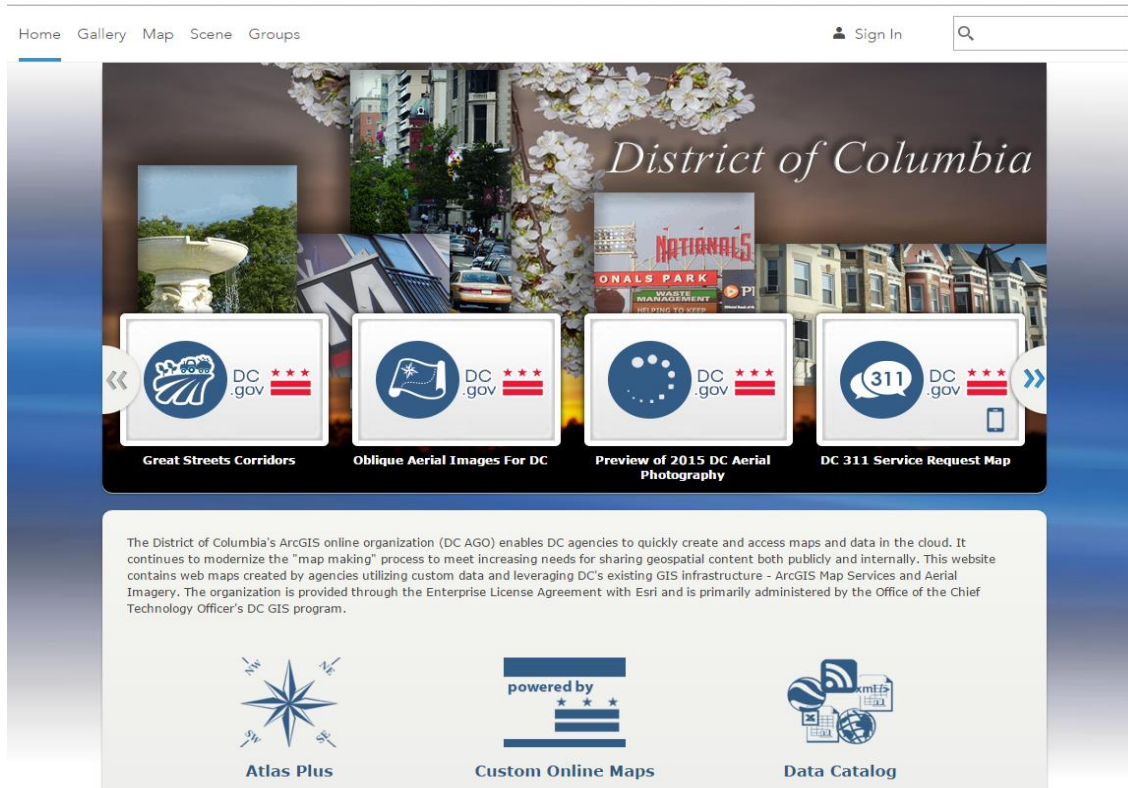 Home Gallery Map Scene Groups
Sign In
District of Columbia
NATIONALS
ONALS PARK
WASTE
MANAGEMENT
HELPING TO KEEP
M
DC
.gov
DC
.gov
DC
.gov
311
DC
.gov
Great Streets Corridors
Oblique Aerial Images For DC
Preview of 2015 DC Aerial
Photography
DC 311 Service Request Map
The District of Columbia's ArcGIS online organization (DC AGO) enables DC agencies to quickly create and access maps and data in the cloud. It
continues to modernize the "map making" process to meet increasing needs for sharing geospatial content both publicly and internally. This website
contains web maps created by agencies utilizing custom data and leveraging DC's existing GIS infrastructure - ArcGIS Map Services and Aerial
Imagery. The organization is provided through the Enterprise License Agreement with Esri and is primarily administered by the Office of the Chief
Technology Officer's DC GIS program.
NW NE
SW SE
Atlas Plus
powered by
Custom Online Maps
xml
X
Data Catalog